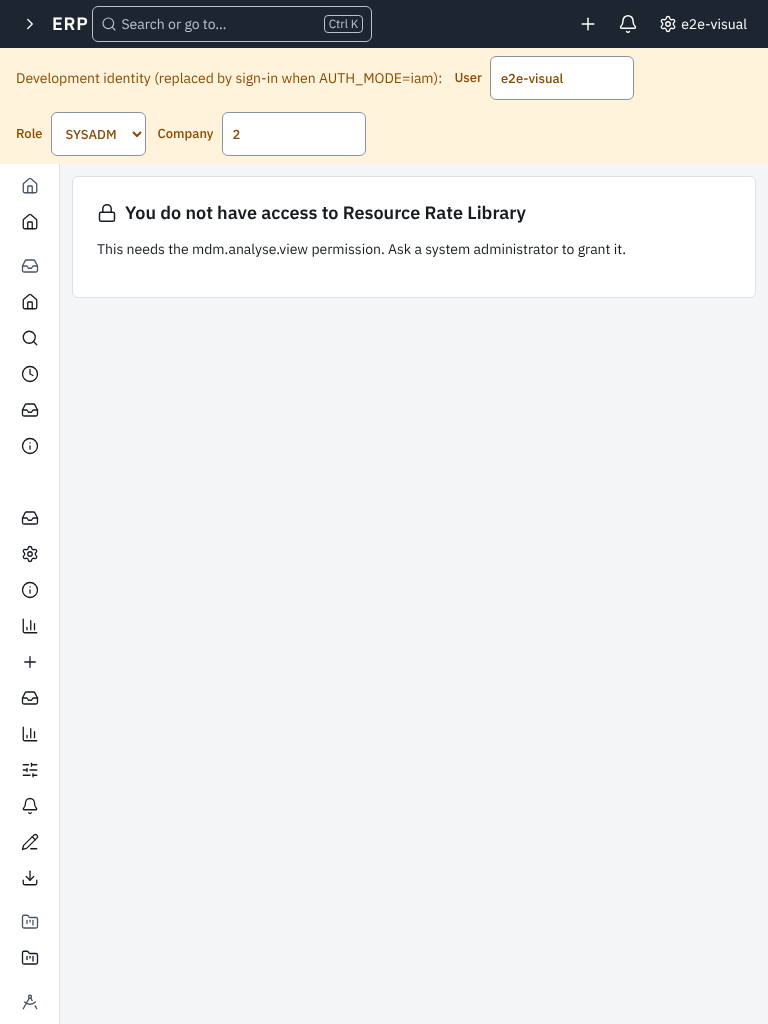 ERP
Search or go to...
Ctrl K
e2e-visual
Development identity (replaced by sign-in when AUTH_MODE=iam):
User
e2e-visual
Role
SYSADM
Company
2
You do not have access to Resource Rate Library
This needs the mdm.analyse.view permission. Ask a system administrator to grant it.